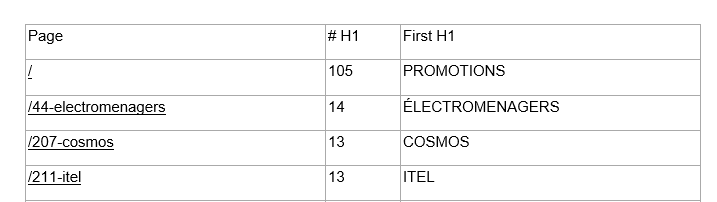 Page # H1 First H1
/ 105 PROMOTIONS
/44-electromenagers 14 ÉLECTROMENAGERS
/207-cosmos 13 COSMOS
/211-itel 13 ITEL